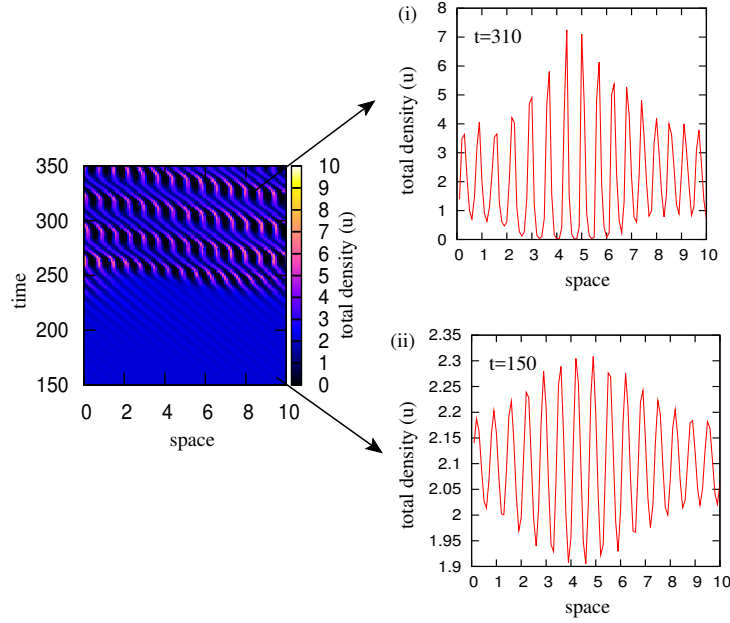 (i)
t=310
total density (u)
8
7
6
5
4
3
2
1
0
0 1 2 3 4 5 6 7 8 9 10
space
time
350
300
250
200
150
0 2 4 6 8 10
space
10
9
8
7
6
5
4
3
2
1
0
total density (u)
(ii)
t=150
total density (u)
2.35
2.3
2.25
2.2
2.15
2.1
2.05
2
1.95
1.9
0 1 2 3 4 5 6 7 8 9 10
space